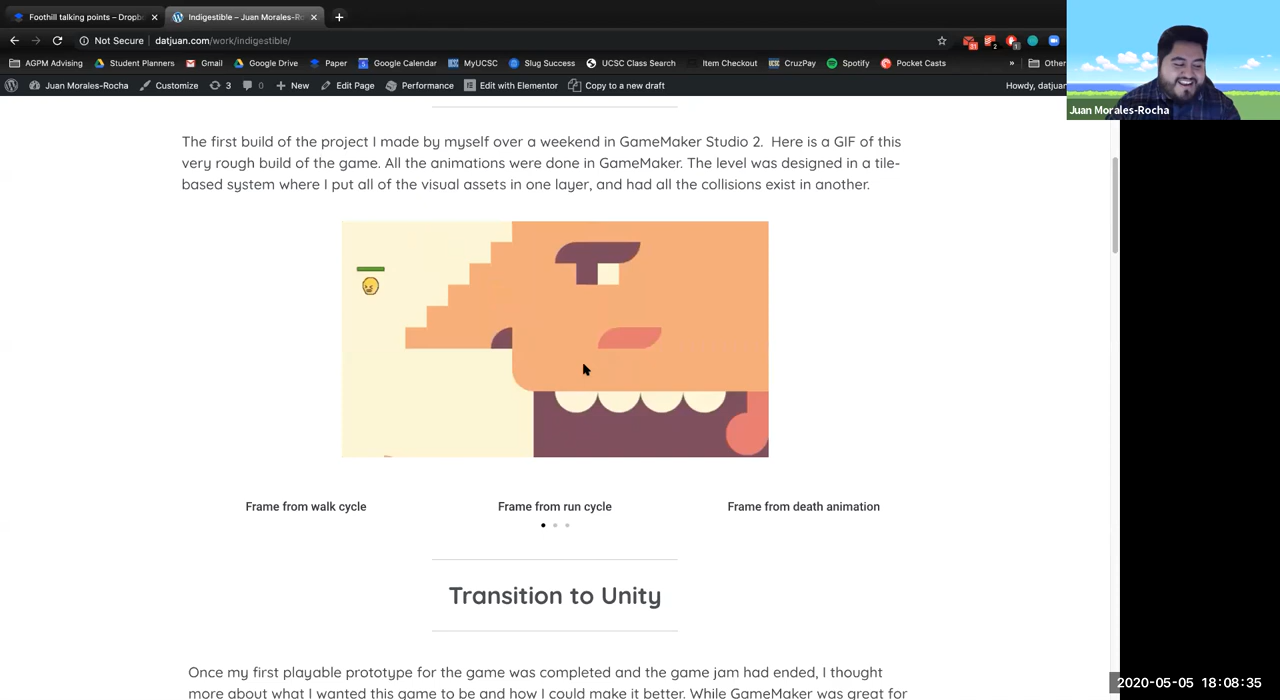 Foothill talking points – Dropb
Indigestible – Juan Morales-Ro
Not Secure
datjuan.com/work/indigestible/
31
2
1
AGPM Advising
Student Planners
Gmail
Google Drive
Paper
Google Calendar
MyUCSC
Slug Success
UCSC Class Search
Item Checkout
CruzPay
Spotify
Pocket Casts
»
Other
Juan Morales-Rocha
Customize
3
0
New
Edit Page
Performance
Edit with Elementor
Copy to a new draft
Howdy, datjuan
Juan Morales-Rocha
The first build of the project I made by myself over a weekend in GameMaker Studio 2. Here is a GIF of this
very rough build of the game. All the animations were done in GameMaker. The level was designed in a tile-
based system where I put all of the visual assets in one layer, and had all the collisions exist in another.
Frame from walk cycle
Frame from run cycle
Frame from death animation
Transition to Unity
Once my first playable prototype for the game was completed and the game jam had ended, I thought
more about what I wanted this game to be and how I could make it better. While GameMaker was great for
2020-05-05 18:08:35